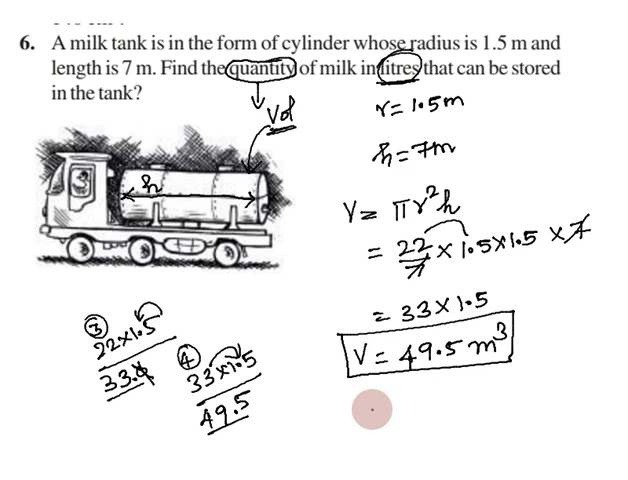 6. A milk tank is in the form of cylinder whose radius is 1.5 m and
length is 7 m. Find the quantity of milk in litres that can be stored
in the tank?
Vol
r = 1.5m
h = 7m
h
V = πr²h
= 22/7 × 1.5 × 1.5 × 7
= 33 × 1.5
V = 49.5 m³
③
22×1.5
33.0
④
33×1.5
49.5